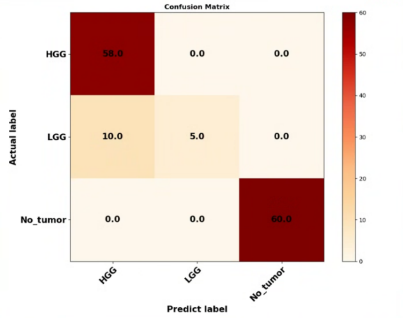 Confusion Matrix
HGG 58.0 0.0 0.0
LGG 10.0 5.0 0.0
No_tumor 0.0 0.0 60.0
HGG LGG No_tumor
Actual label
Predict label
60
50
40
30
20
10
0